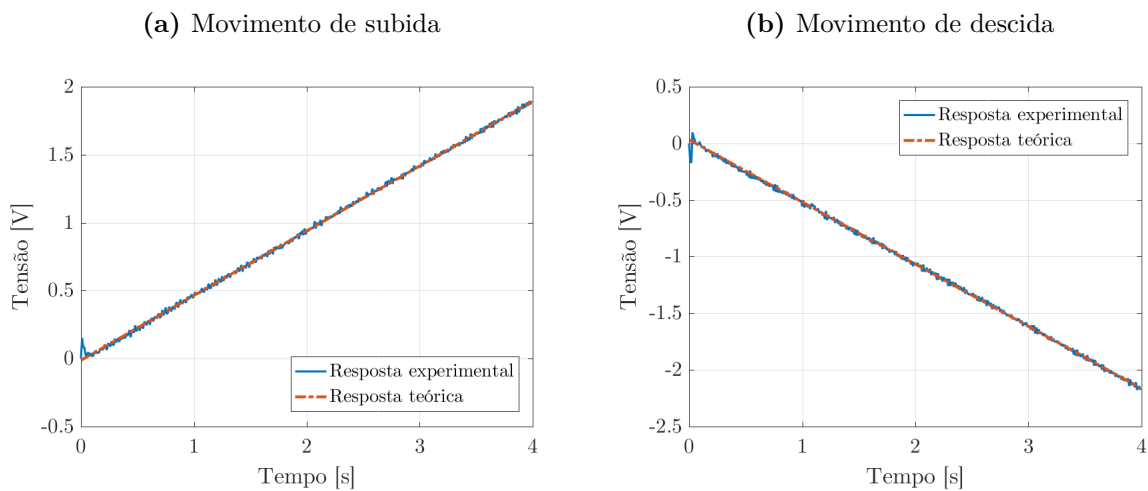 (a) Movimento de subida
2
1.5
1
0.5
0
-0.5
0 1 2 3 4
Tensão [V]
Tempo [s]
Resposta experimental
Resposta teórica
(b) Movimento de descida
0.5
0
-0.5
-1
-1.5
-2
-2.5
0 1 2 3 4
Tensão [V]
Tempo [s]
Resposta experimental
Resposta teórica